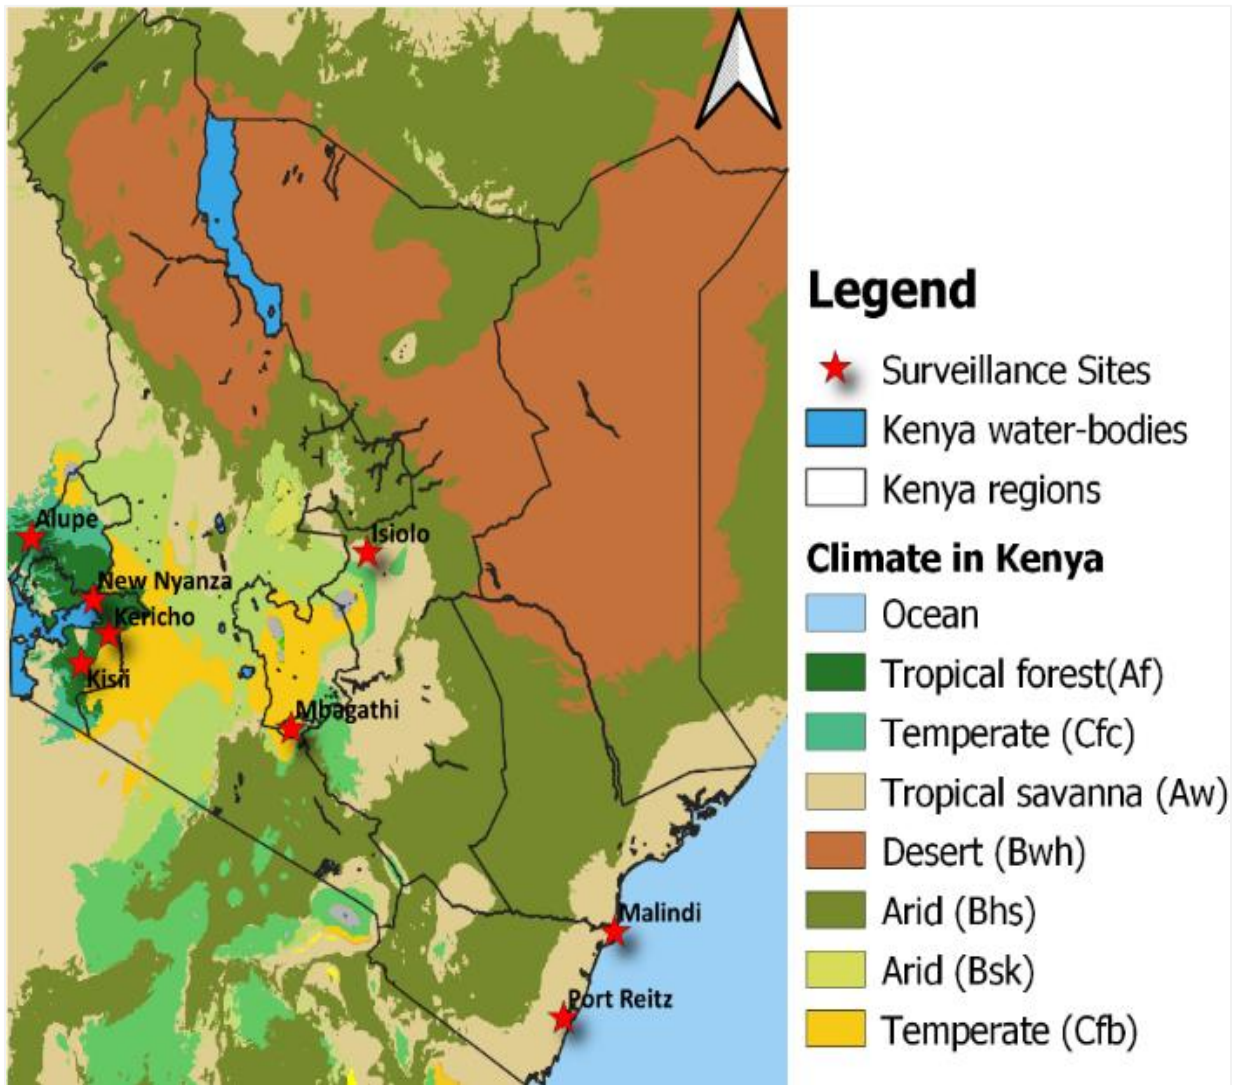 Alupe
Isiolo
New Nyanza
Kericho
Kisii
Mbagathi
Malindi
Port Reitz
Legend
Surveillance Sites
Kenya water-bodies
Kenya regions
Climate in Kenya
Ocean
Tropical forest(Af)
Temperate (Cfc)
Tropical savanna (Aw)
Desert (Bwh)
Arid (Bhs)
Arid (Bsk)
Temperate (Cfb)